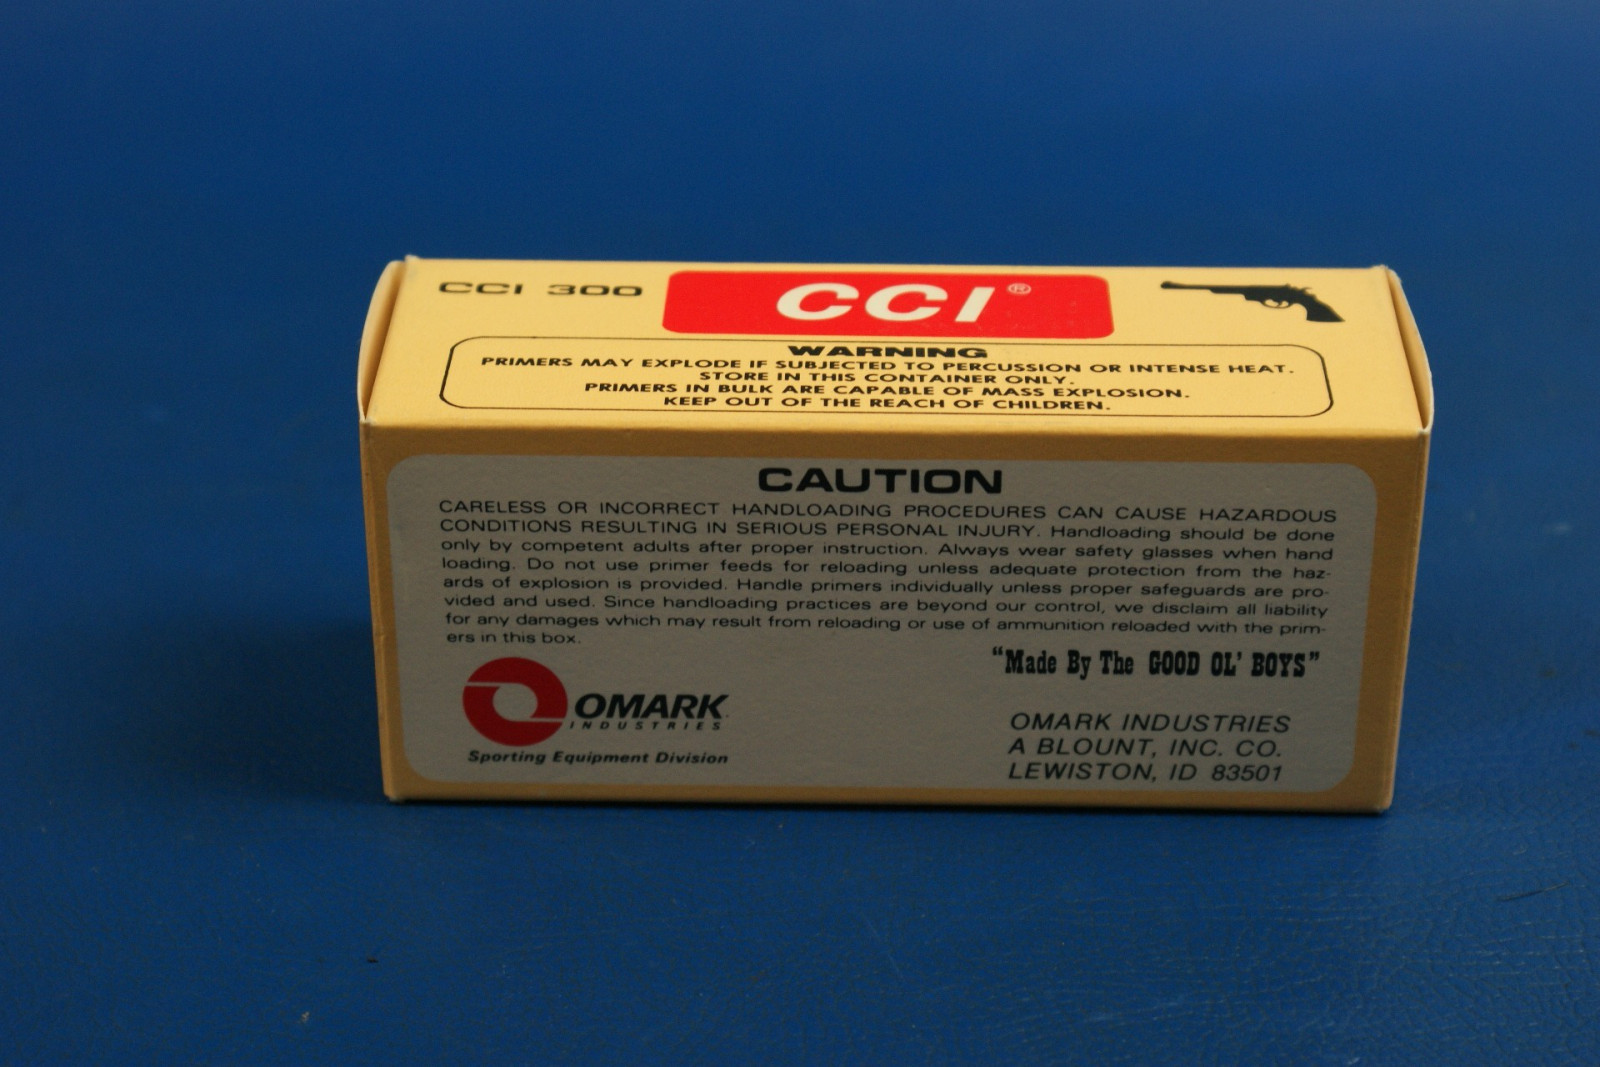 CCI 300
CCI®
WARNING
PRIMERS MAY EXPLODE IF SUBJECTED TO PERCUSSION OR INTENSE HEAT.
STORE IN THIS CONTAINER ONLY.
PRIMERS IN BULK ARE CAPABLE OF MASS EXPLOSION.
KEEP OUT OF THE REACH OF CHILDREN.
CAUTION
CARELESS OR INCORRECT HANDLOADING PROCEDURES CAN CAUSE HAZARDOUS
CONDITIONS RESULTING IN SERIOUS PERSONAL INJURY. Handloading should be done
only by competent adults after proper instruction. Always wear safety glasses when hand
loading. Do not use primer feeds for reloading unless adequate protection from the haz-
ards of explosion is provided. Handle primers individually unless proper safeguards are pro-
vided and used. Since handloading practices are beyond our control, we disclaim all liability
for any damages which may result from reloading or use of ammunition reloaded with the prim-
ers in this box.
"Made By The GOOD OL' BOYS"
OMARK
INDUSTRIES
Sporting Equipment Division
OMARK INDUSTRIES
A BLOUNT, INC. CO.
LEWISTON, ID 83501